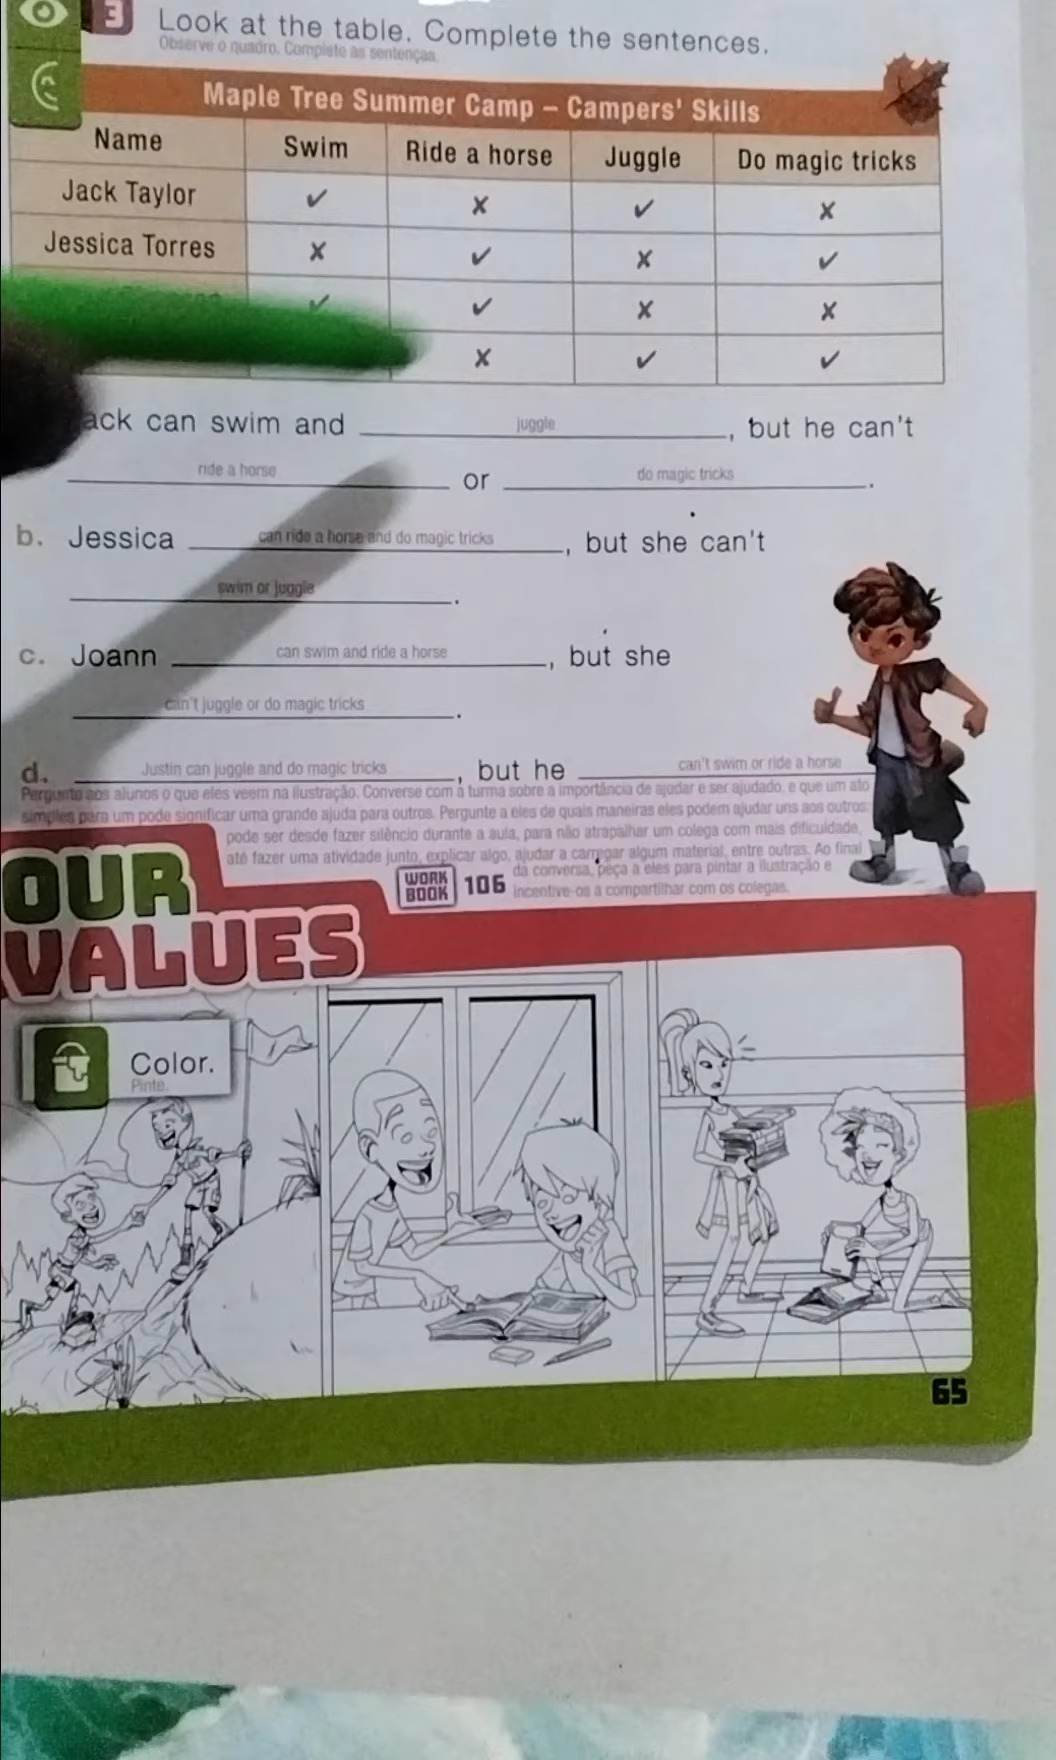 3 Look at the table. Complete the sentences.
Observe o quadro. Complete as sentenças.
Maple Tree Summer Camp – Campers' Skills
Name Swim Ride a horse Juggle Do magic tricks
Jack Taylor ✔ ✘ ✔ ✘
Jessica Torres ✘ ✔ ✘ ✔
✔ ✔ ✘ ✘
✘ ✔ ✔
ack can swim and juggle, but he can't
ride a horse or do magic tricks.
b. Jessica can ride a horse and do magic tricks, but she can't
swim or juggle.
c. Joann can swim and ride a horse, but she
can't juggle or do magic tricks.
d. Justin can juggle and do magic tricks, but he can't swim or ride a horse
Pergunte aos alunos o que eles veem na ilustração. Converse com a turma sobre a importância de ajudar e ser ajudado, e que um ato
simples para um pode significar uma grande ajuda para outros. Pergunte a eles de quais maneiras eles podem ajudar uns aos outros:
pode ser desde fazer silêncio durante a aula, para não atrapalhar um colega com mais dificuldade,
até fazer uma atividade junto, explicar algo, ajudar a carregar algum material, entre outras. Ao final
da conversa, peça a eles para pintar a ilustração e
incentive-os a compartilhar com os colegas.
WORK
BOOK 106
OUR
VALUES
Color.
Pinte.
65